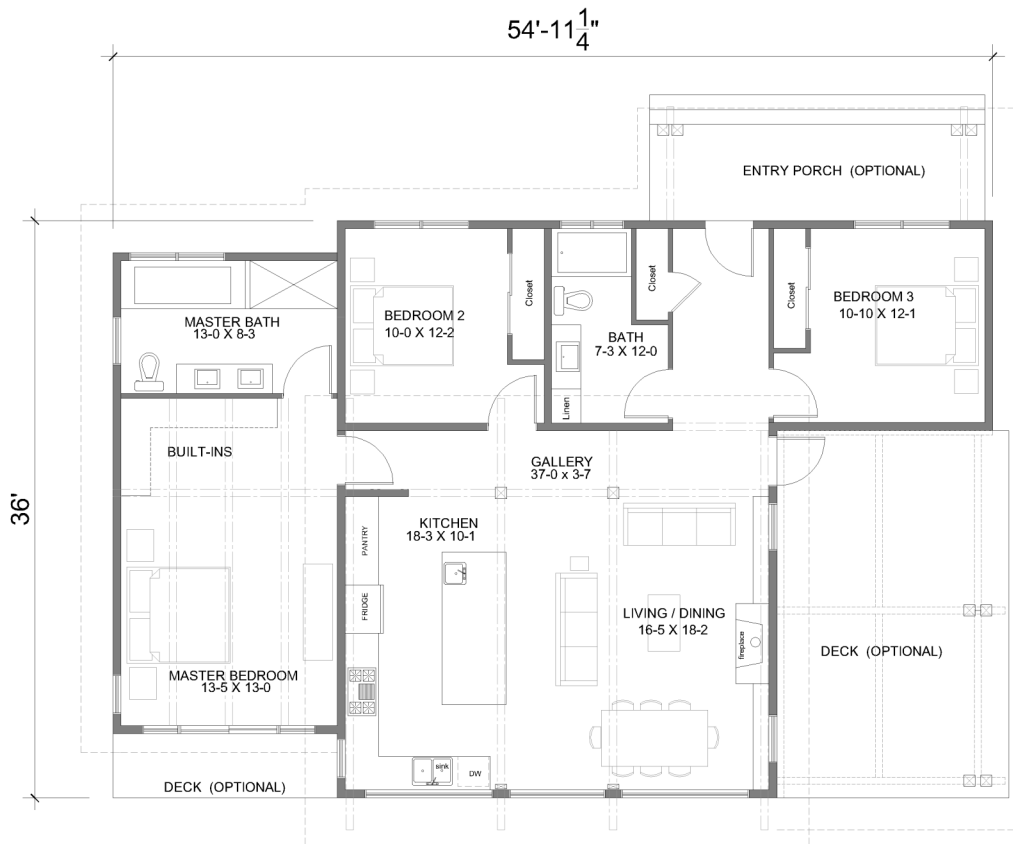 54'-11 1/4"
ENTRY PORCH (OPTIONAL)
36'
MASTER BATH
13-0 X 8-3
BEDROOM 2
10-0 X 12-2
Closet
BATH
7-3 X 12-0
Linen
Closet
Closet
BEDROOM 3
10-10 X 12-1
BUILT-INS
GALLERY
37-0 x 3-7
KITCHEN
18-3 X 10-1
PANTRY
FRIDGE
LIVING / DINING
16-5 X 18-2
fireplace
DECK (OPTIONAL)
MASTER BEDROOM
13-5 X 13-0
sink
DW
DECK (OPTIONAL)